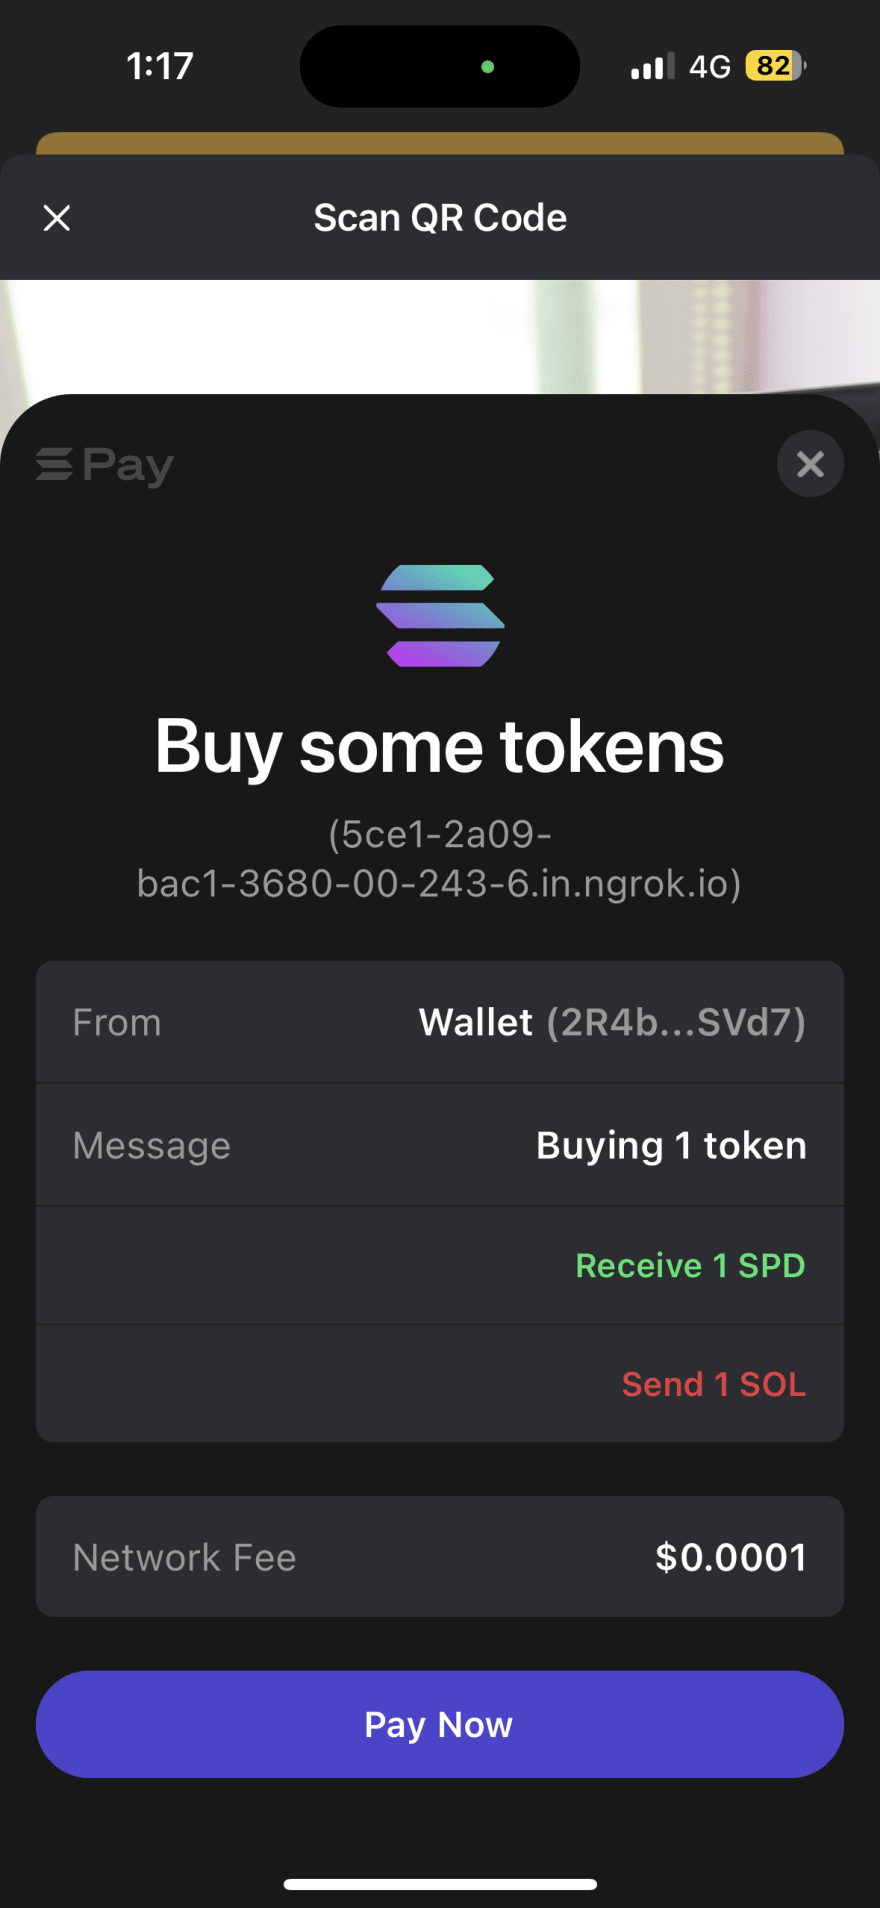 1:17
4G
82
Scan QR Code
Pay
Buy some tokens
(5ce1-2a09-
bac1-3680-00-243-6.in.ngrok.io)
From Wallet (2R4b...SVd7)
Message Buying 1 token
Receive 1 SPD
Send 1 SOL
Network Fee $0.0001
Pay Now